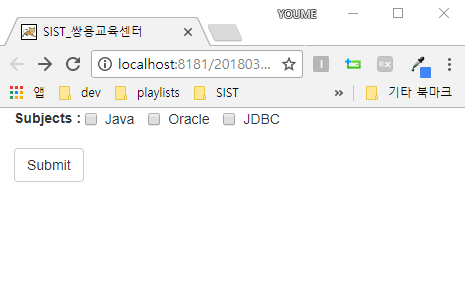 YOUME
SIST_쌍용교육센터
localhost:8181/201803...
앱 dev playlists SIST » 기타 북마크
Subjects : Java Oracle JDBC
Submit